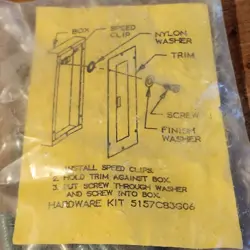 BOX
SPEED
CLIP
NYLON
WASHER
TRIM
SCREW
FINISH
WASHER
1. INSTALL SPEED CLIPS.
2. HOLD TRIM AGAINST BOX.
3. PUT SCREW THROUGH WASHER
AND SCREW INTO BOX.
HARDWARE KIT 5157C83G06